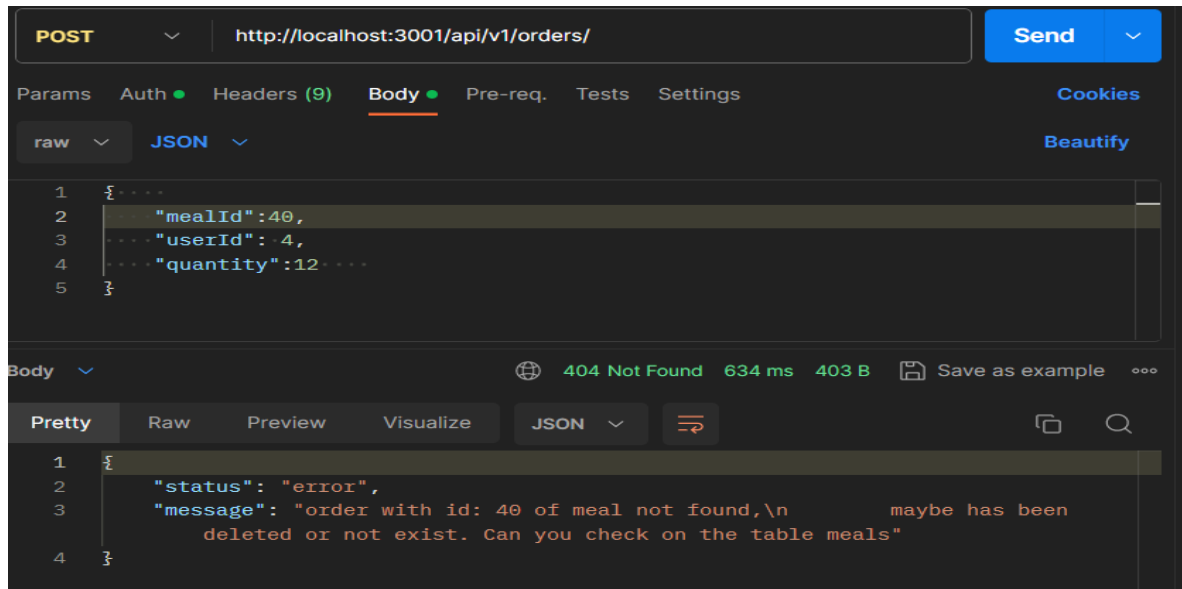 POST http://localhost:3001/api/v1/orders/ Send
Params Auth Headers (9) Body Pre-req. Tests Settings Cookies
raw JSON Beautify
1 {
2 "mealId":40,
3 "userId": 4,
4 "quantity":12
5 }
Body 404 Not Found 634 ms 403 B Save as example
Pretty Raw Preview Visualize JSON
1 {
2 "status": "error",
3 "message": "order with id: 40 of meal not found,\n maybe has been
deleted or not exist. Can you check on the table meals"
4 }